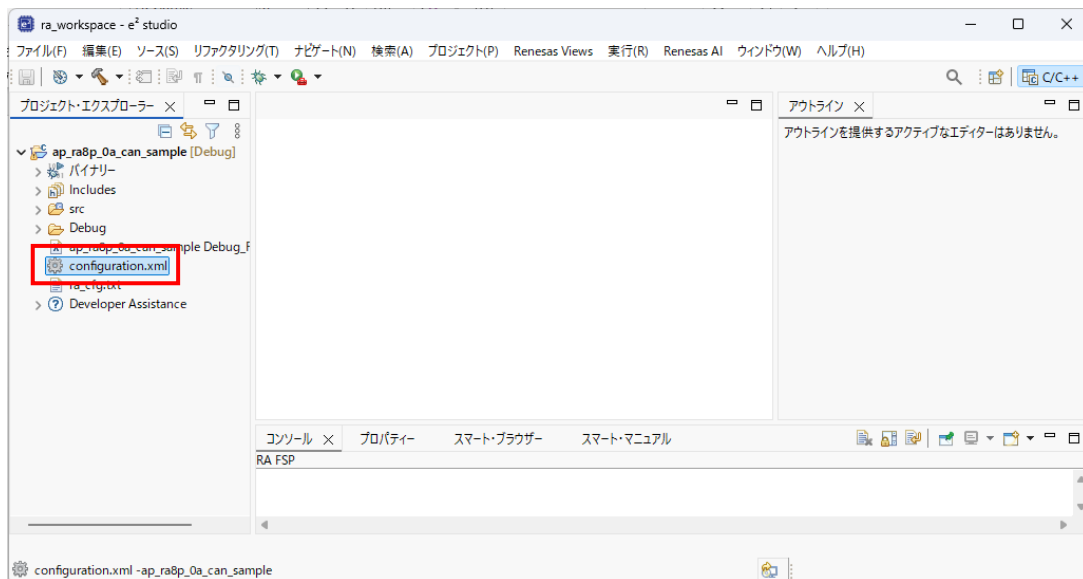 ra_workspace - e² studio
ファイル(F) 編集(E) ソース(S) リファクタリング(T) ナビゲート(N) 検索(A) プロジェクト(P) Renesas Views 実行(R) Renesas AI ウィンドウ(W) ヘルプ(H)
C/C++
プロジェクト・エクスプローラー
アウトライン
アウトラインを提供するアクティブなエディターはありません。
ap_ra8p_0a_can_sample [Debug]
バイナリー
Includes
src
Debug
ap_ra8p_0a_can_sample Debug_F
configuration.xml
ra_cfg.txt
Developer Assistance
コンソール プロパティー スマート・ブラウザー スマート・マニュアル
RA FSP
configuration.xml -ap_ra8p_0a_can_sample